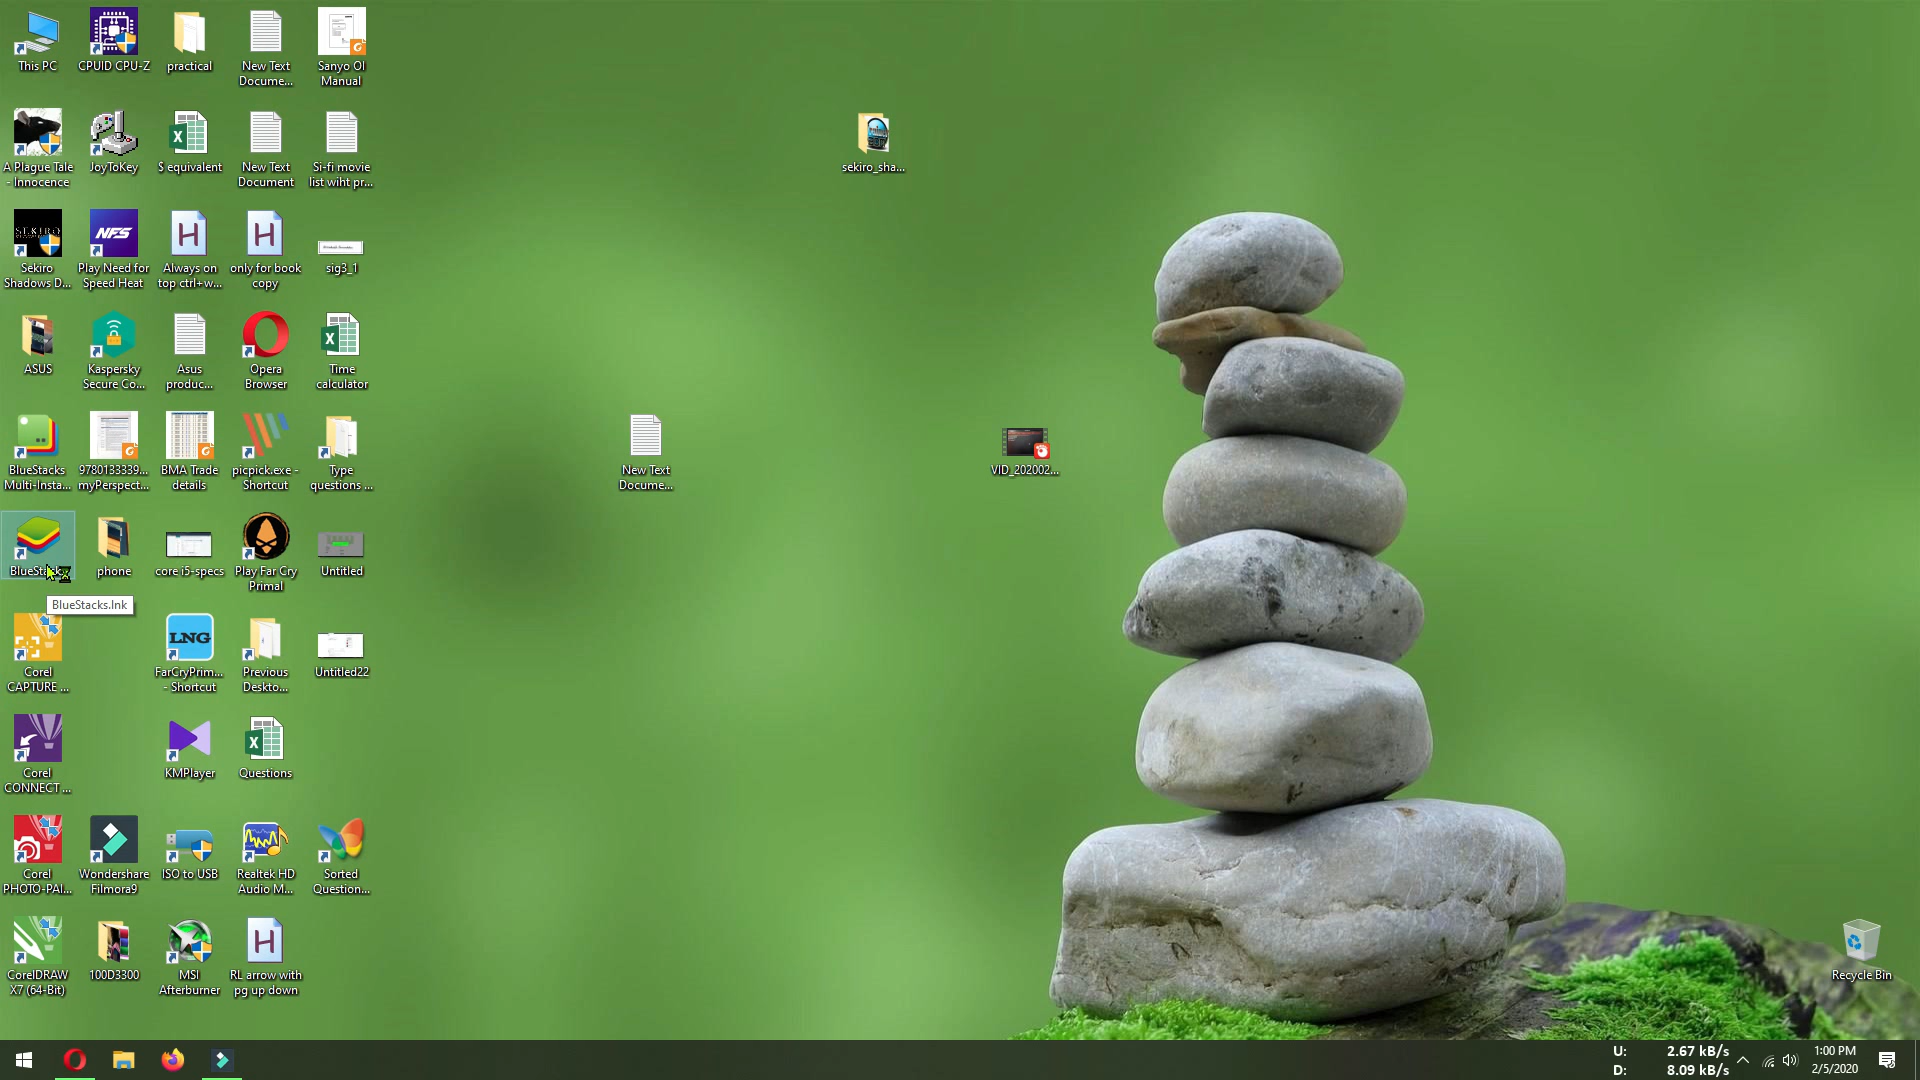 This PC
CPUID CPU-Z
practical
New Text
Docume...
Sanyo Ol
Manual
A Plague Tale
- Innocence
JoyToKey
$ equivalent
New Text
Document
Si-fi movie
list wiht pr...
sekiro_sha...
SEKIRO
Sekiro
Shadows D...
NFS
Play Need for
Speed Heat
H
Always on
top ctrl+w...
H
only for book
copy
sig3_1
ASUS
Kaspersky
Secure Co...
Asus
produc...
Opera
Browser
X
Time
calculator
BlueStacks
Multi-Insta...
9780133339...
myPerspect...
BMA Trade
details
picpick.exe -
Shortcut
Type
questions ...
New Text
Docume...
VID_202002...
BlueStacks
phone
core i5-specs
Play Far Cry
Primal
Untitled
BlueStacks.lnk
Corel
CAPTURE ...
LNG
FarCryPrim...
- Shortcut
Previous
Deskto...
Untitled22
Corel
CONNECT ...
KMPlayer
X
Questions
Corel
PHOTO-PAI...
Wondershare
Filmora9
ISO to USB
Realtek HD
Audio M...
Sorted
Question...
CorelDRAW
X7 (64-Bit)
100D3300
MSI
Afterburner
H
RL arrow with
pg up down
Recycle Bin
U: 2.67 kB/s
D: 8.09 kB/s
1:00 PM
2/5/2020